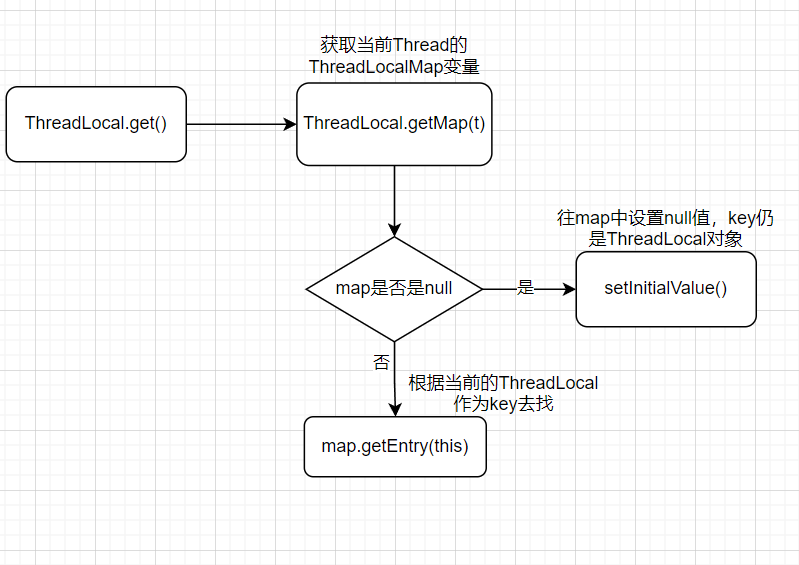 获取当前Thread的
ThreadLocalMap变量
ThreadLocal.get()
ThreadLocal.getMap(t)
往map中设置null值，key仍
是ThreadLocal对象
map是否是null
是
setInitialValue()
否
根据当前的ThreadLocal
作为key去找
map.getEntry(this)